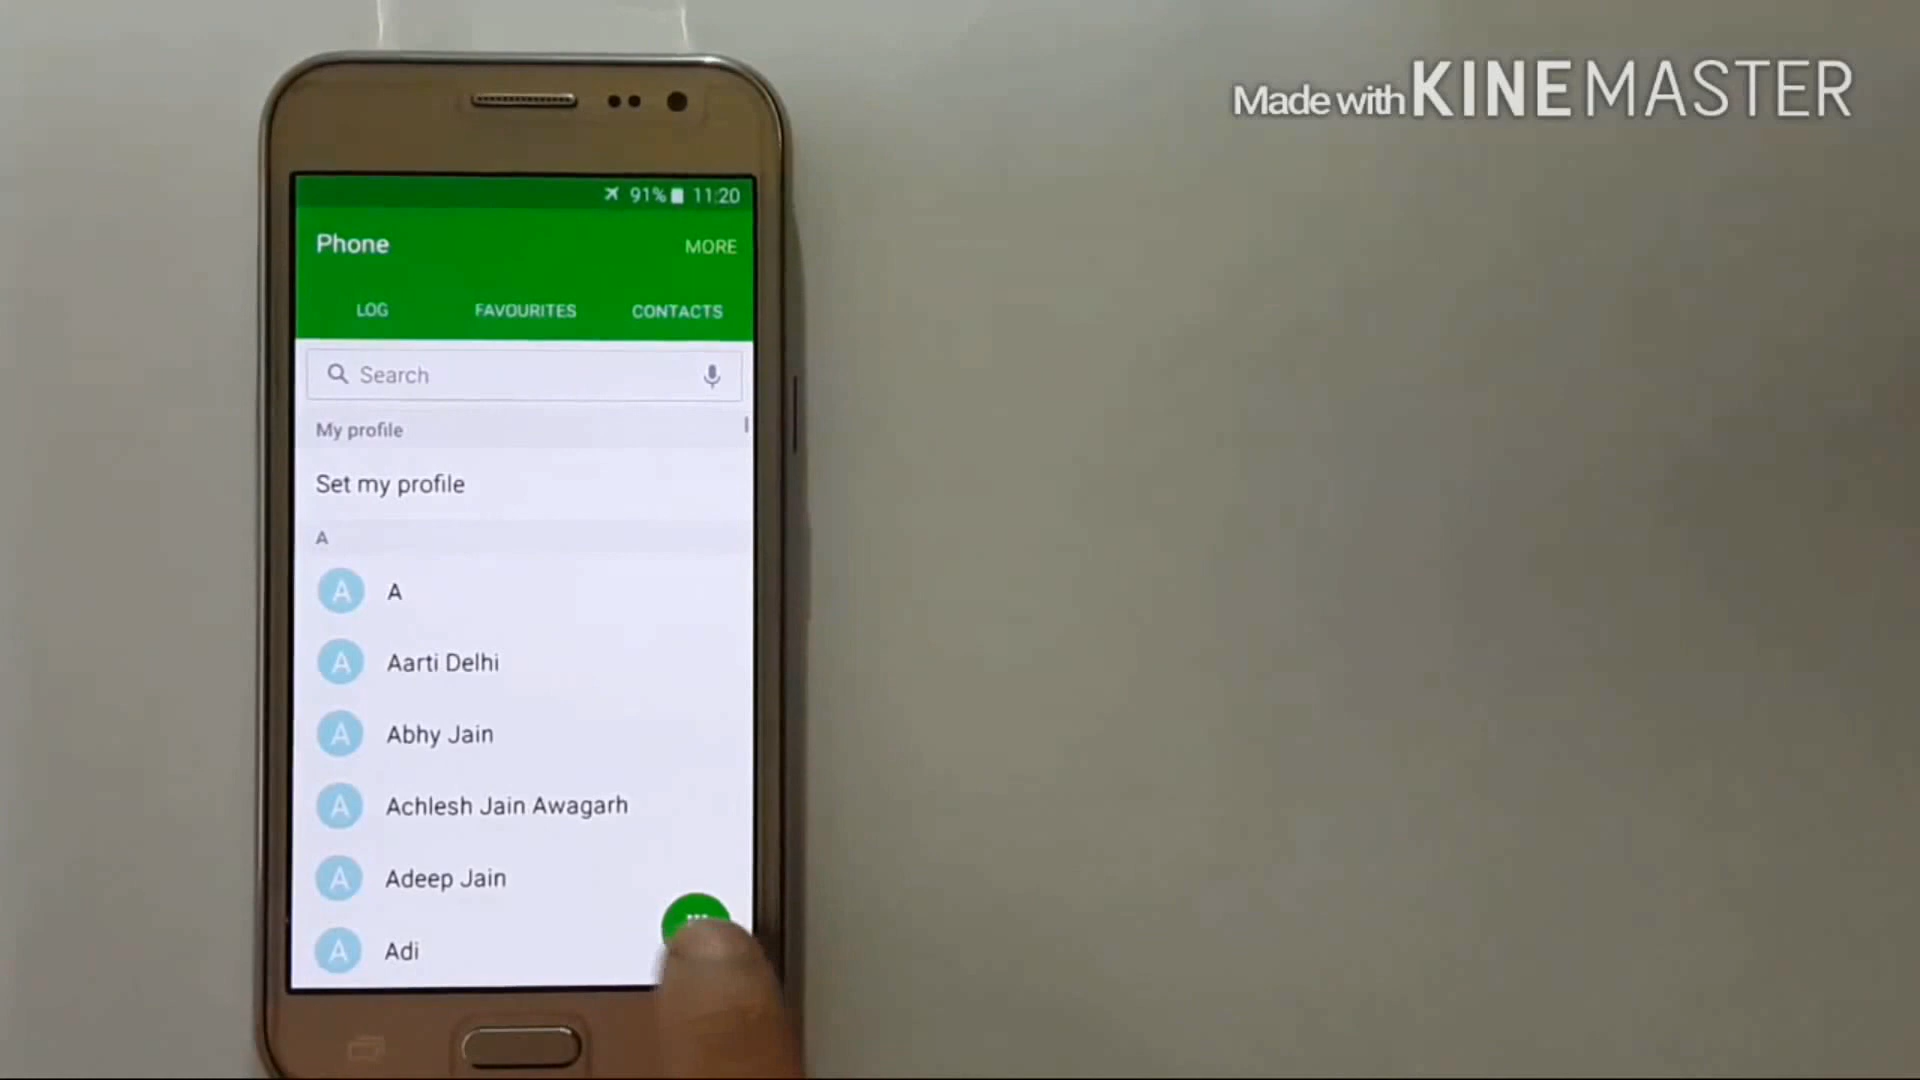 Made with KINEMASTER
91% 11:20
Phone MORE
LOG FAVOURITES CONTACTS
Search
My profile
Set my profile
A
A A
A Aarti Delhi
A Abhy Jain
A Achlesh Jain Awagarh
A Adeep Jain
A Adi